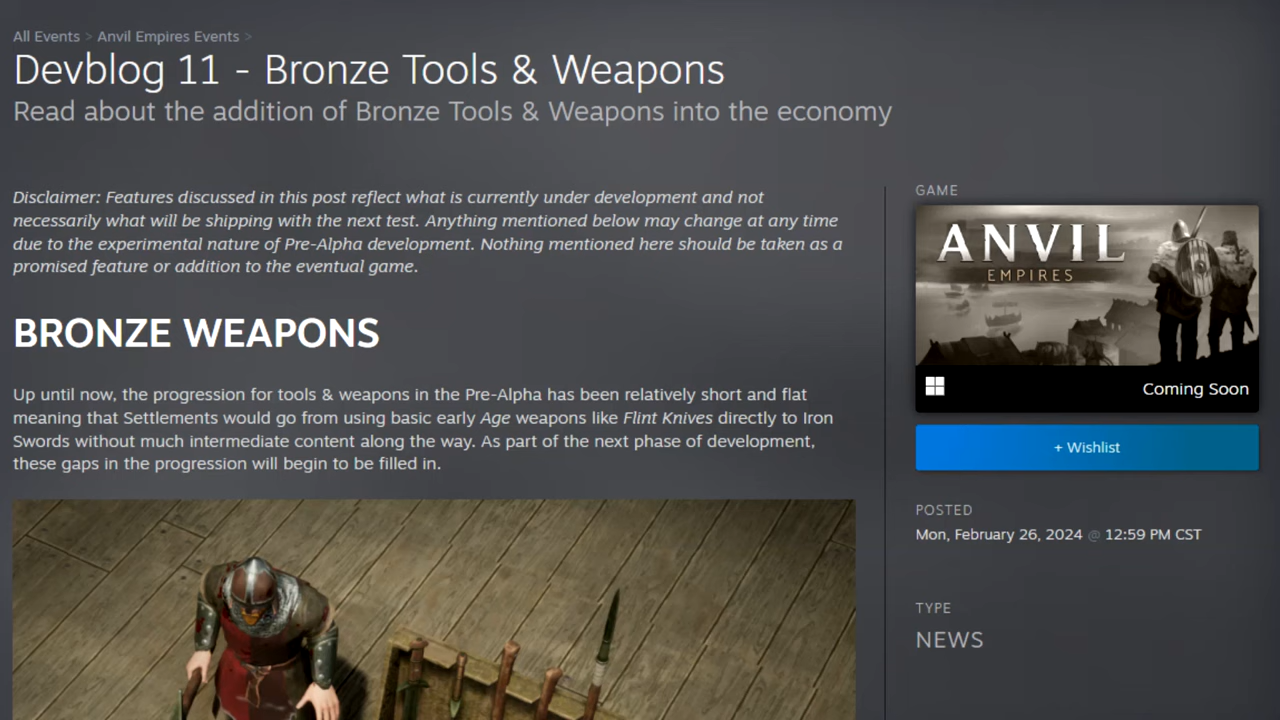 All Events > Anvil Empires Events >
Devblog 11 - Bronze Tools & Weapons
Read about the addition of Bronze Tools & Weapons into the economy
Disclaimer: Features discussed in this post reflect what is currently under development and not
necessarily what will be shipping with the next test. Anything mentioned below may change at any time
due to the experimental nature of Pre-Alpha development. Nothing mentioned here should be taken as a
promised feature or addition to the eventual game.
BRONZE WEAPONS
Up until now, the progression for tools & weapons in the Pre-Alpha has been relatively short and flat
meaning that Settlements would go from using basic early Age weapons like Flint Knives directly to Iron
Swords without much intermediate content along the way. As part of the next phase of development,
these gaps in the progression will begin to be filled in.
GAME
ANVIL
EMPIRES
Coming Soon
+ Wishlist
POSTED
Mon, February 26, 2024 @ 12:59 PM CST
TYPE
NEWS